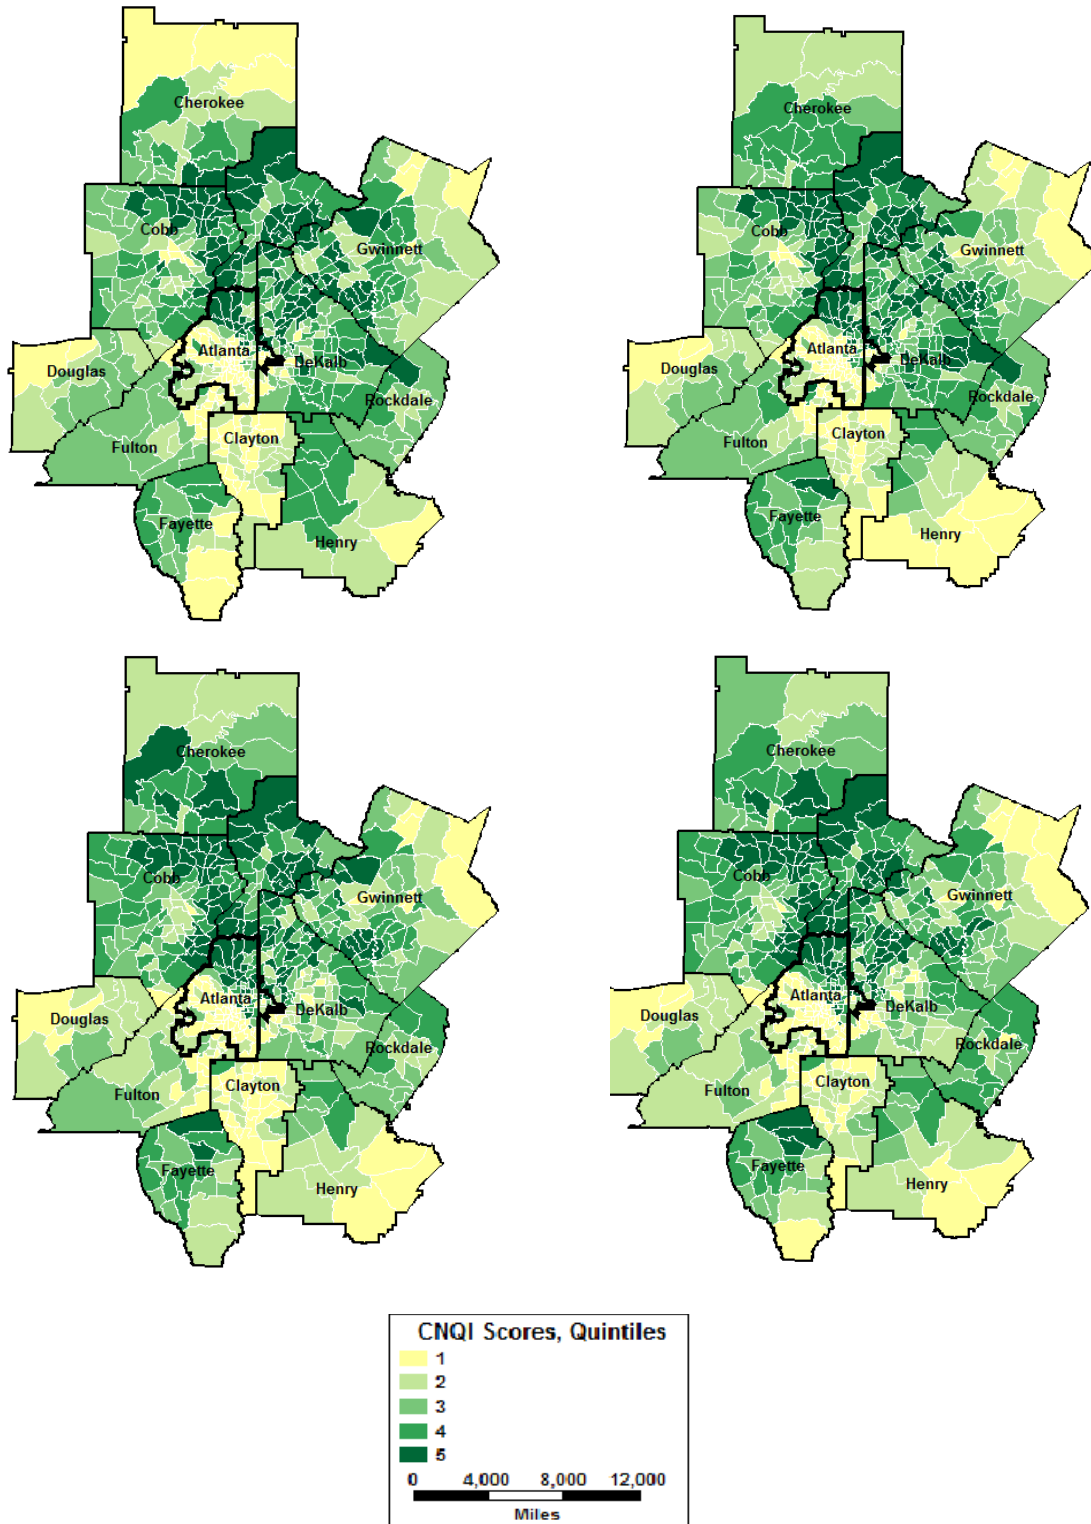 Cherokee
Cobb
Gwinnett
Atlanta
DeKalb
Douglas
Rockdale
Fulton
Clayton
Fayette
Henry
Cherokee
Cobb
Gwinnett
Atlanta
DeKalb
Douglas
Rockdale
Fulton
Clayton
Fayette
Henry
Cherokee
Cobb
Gwinnett
Atlanta
DeKalb
Douglas
Rockdale
Fulton
Clayton
Fayette
Henry
Cherokee
Cobb
Gwinnett
Atlanta
DeKalb
Douglas
Rockdale
Fulton
Clayton
Fayette
Henry
CNQI Scores, Quintiles
1
2
3
4
5
0 4,000 8,000 12,000
Miles